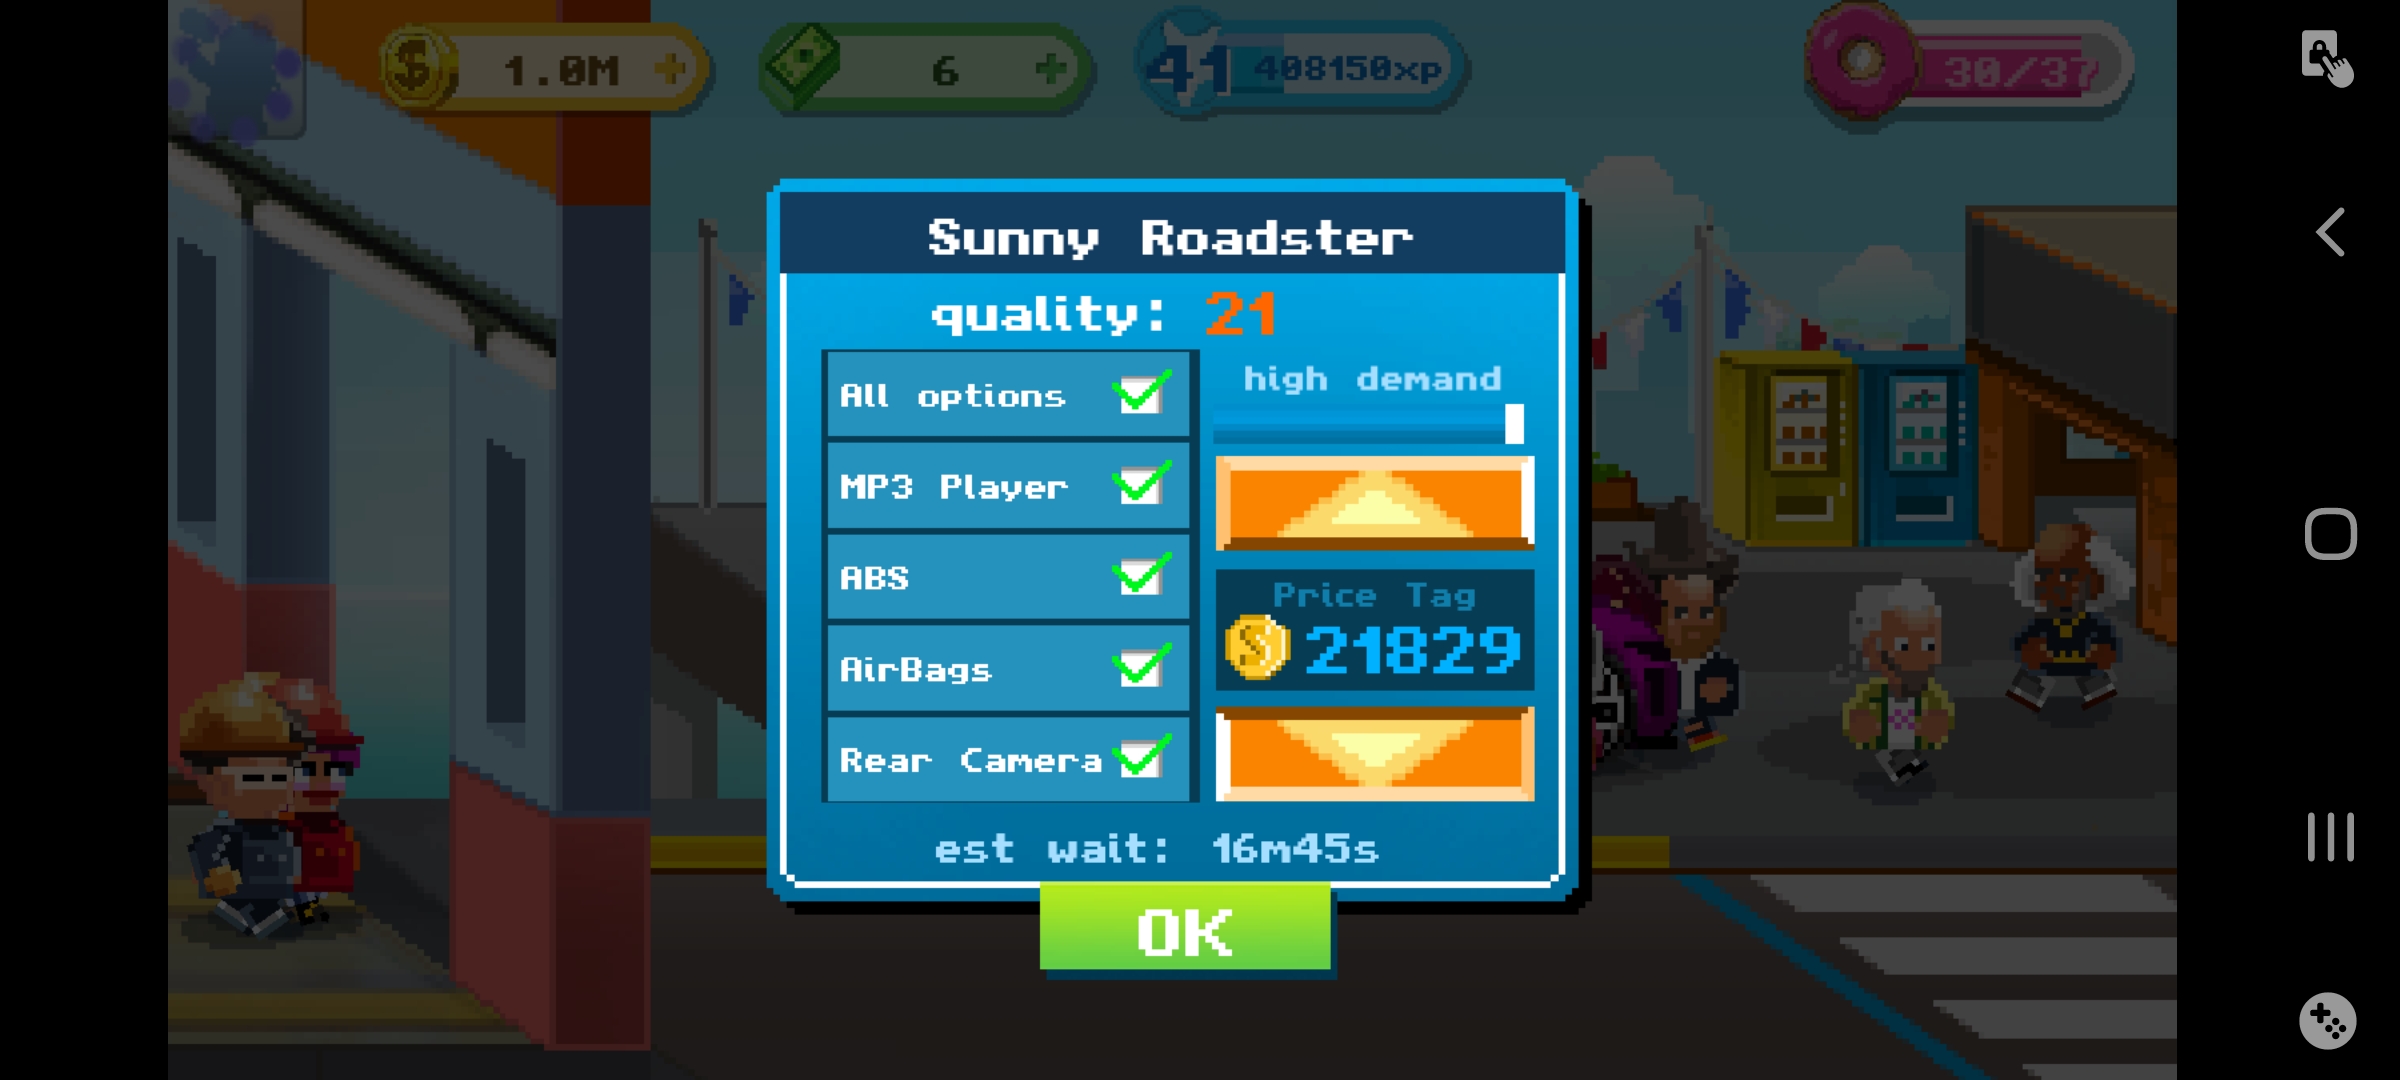 1.0M
6
41
408150xp
30/37
Sunny Roadster
quality: 21
All options
MP3 Player
ABS
AirBags
Rear Camera
high demand
Price Tag
21829
est wait: 16m45s
OK